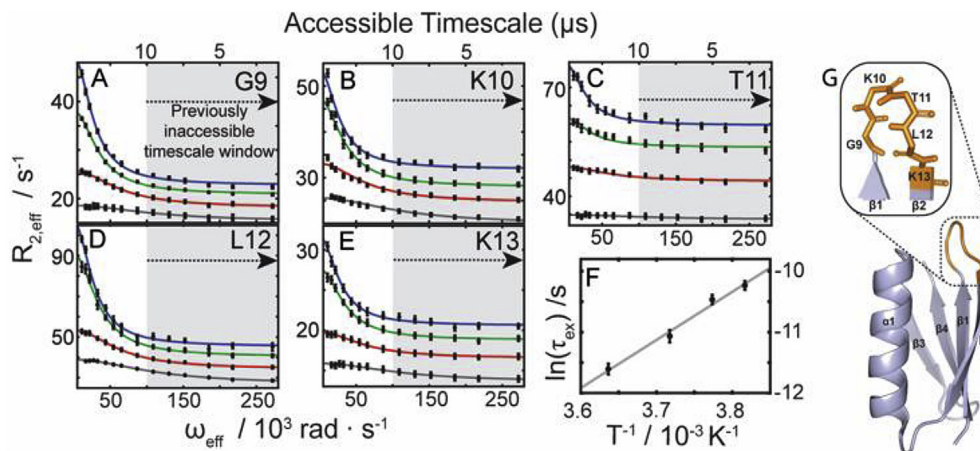 Accessible Timescale (μs)
10 5 10 5 10 5
A G9
B K10
C T11
Previously
inaccessible
timescale window
40
20
50
30
70
40
D L12
E K13
F
90
50
30
20
R2,eff / s-1
50 100 150 200 250
50 100 150 200 250
ωeff / 10³ rad · s-1
ln(τex) /s
-10
-11
-12
3.6 3.7 3.8
T-1 / 10-3 K-1
G
K10
T11
G9
L12
K13
β1 β2
α1
β3
β4
β1